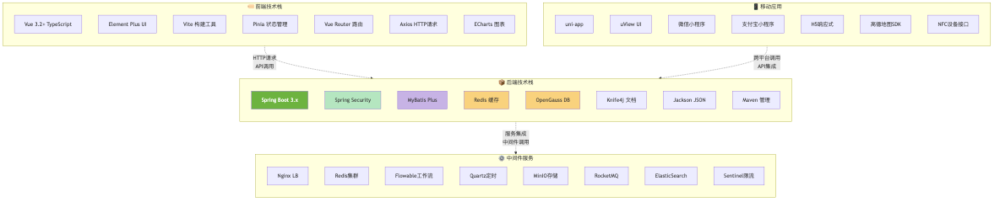 前端技术栈
Vue 3.2+ TypeScript
Element Plus UI
Vite 构建工具
Pinia 状态管理
Vue Router 路由
Axios HTTP请求
ECharts 图表
移动应用
uni-app
uView UI
微信小程序
支付宝小程序
H5响应式
高德地图SDK
NFC设备接口
HTTP请求
API调用
跨平台调用
API集成
后端技术栈
Spring Boot 3.x
Spring Security
MyBatis Plus
Redis 缓存
OpenGauss DB
Knife4j 文档
Jackson JSON
Maven 管理
服务集成
中间件调用
中间件服务
Nginx LB
Redis集群
Flowable工作流
Quartz定时
MinIO存储
RocketMQ
ElasticSearch
Sentinel限流